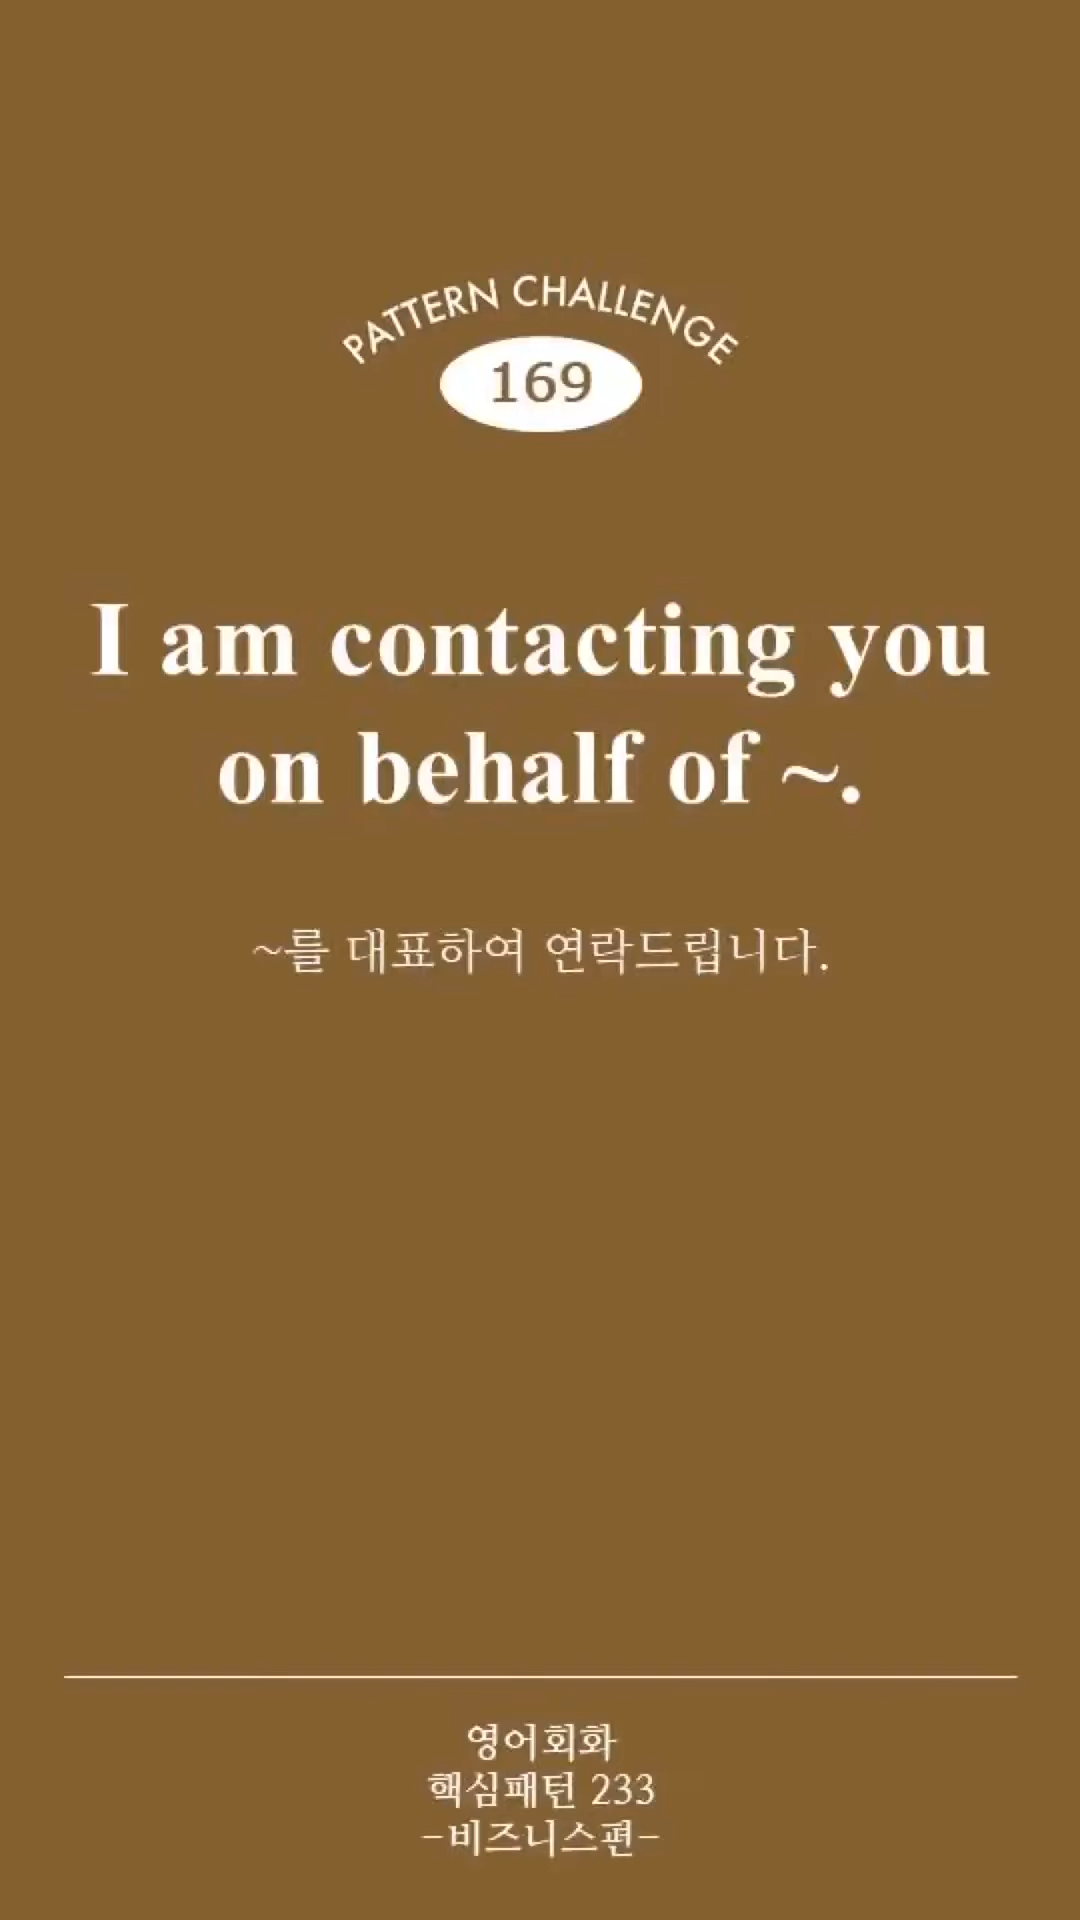 PATTERN CHALLENGE
169
I am contacting you
on behalf of ~.
~를 대표하여 연락드립니다.
영어회화
핵심패턴 233
-비즈니스편-